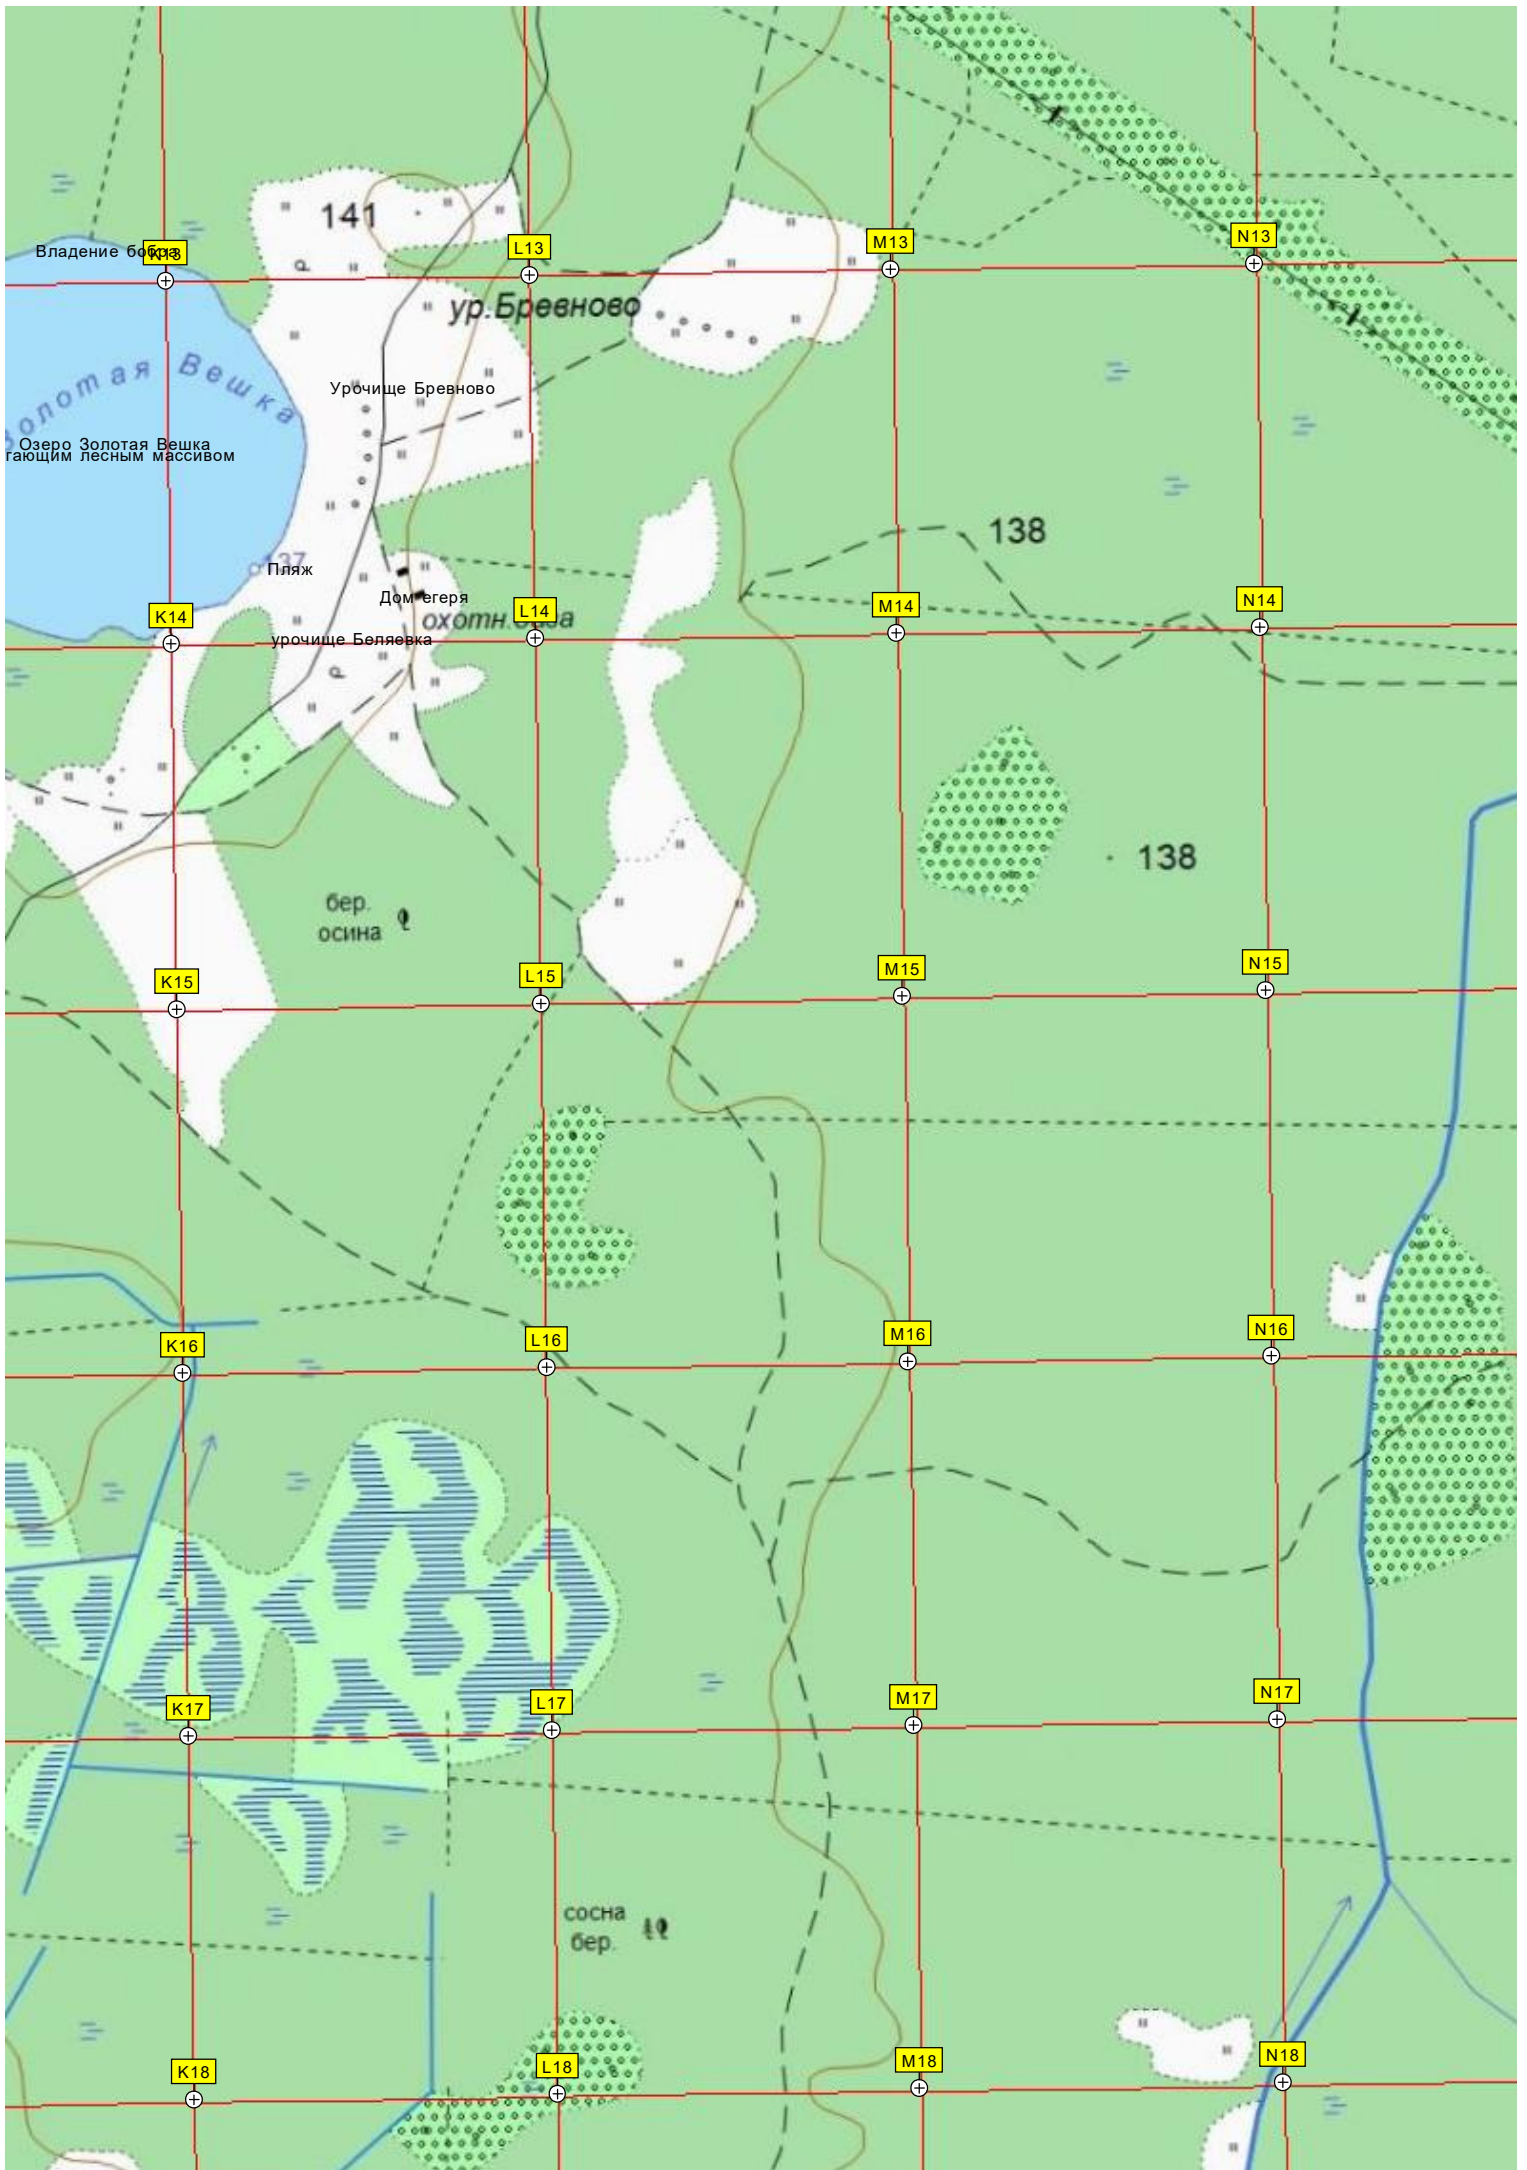 141
Владение бобра
K13
L13
M13
N13
ур.Бревново
Золотая Вешка
Урочище Бревново
Озеро Золотая Вешка
гающим лесным массивом
138
137
Пляж
Дом егеря
охотн.база
урочище Беляевка
K14
L14
M14
N14
138
бер.
осина
K15
L15
M15
N15
K16
L16
M16
N16
K17
L17
M17
N17
сосна
бер.
K18
L18
M18
N18